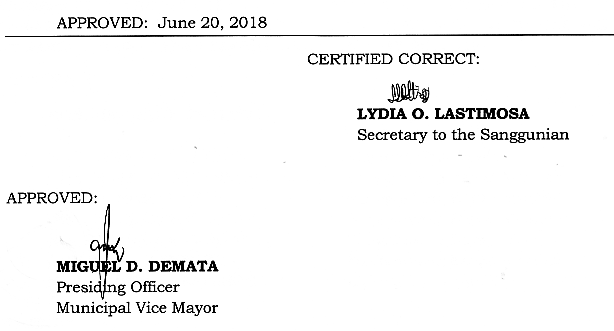 APPROVED: June 20, 2018
CERTIFIED CORRECT:
LYDIA O. LASTIMOSA
Secretary to the Sanggunian
APPROVED:
MIGUEL D. DEMATA
Presiding Officer
Municipal Vice Mayor